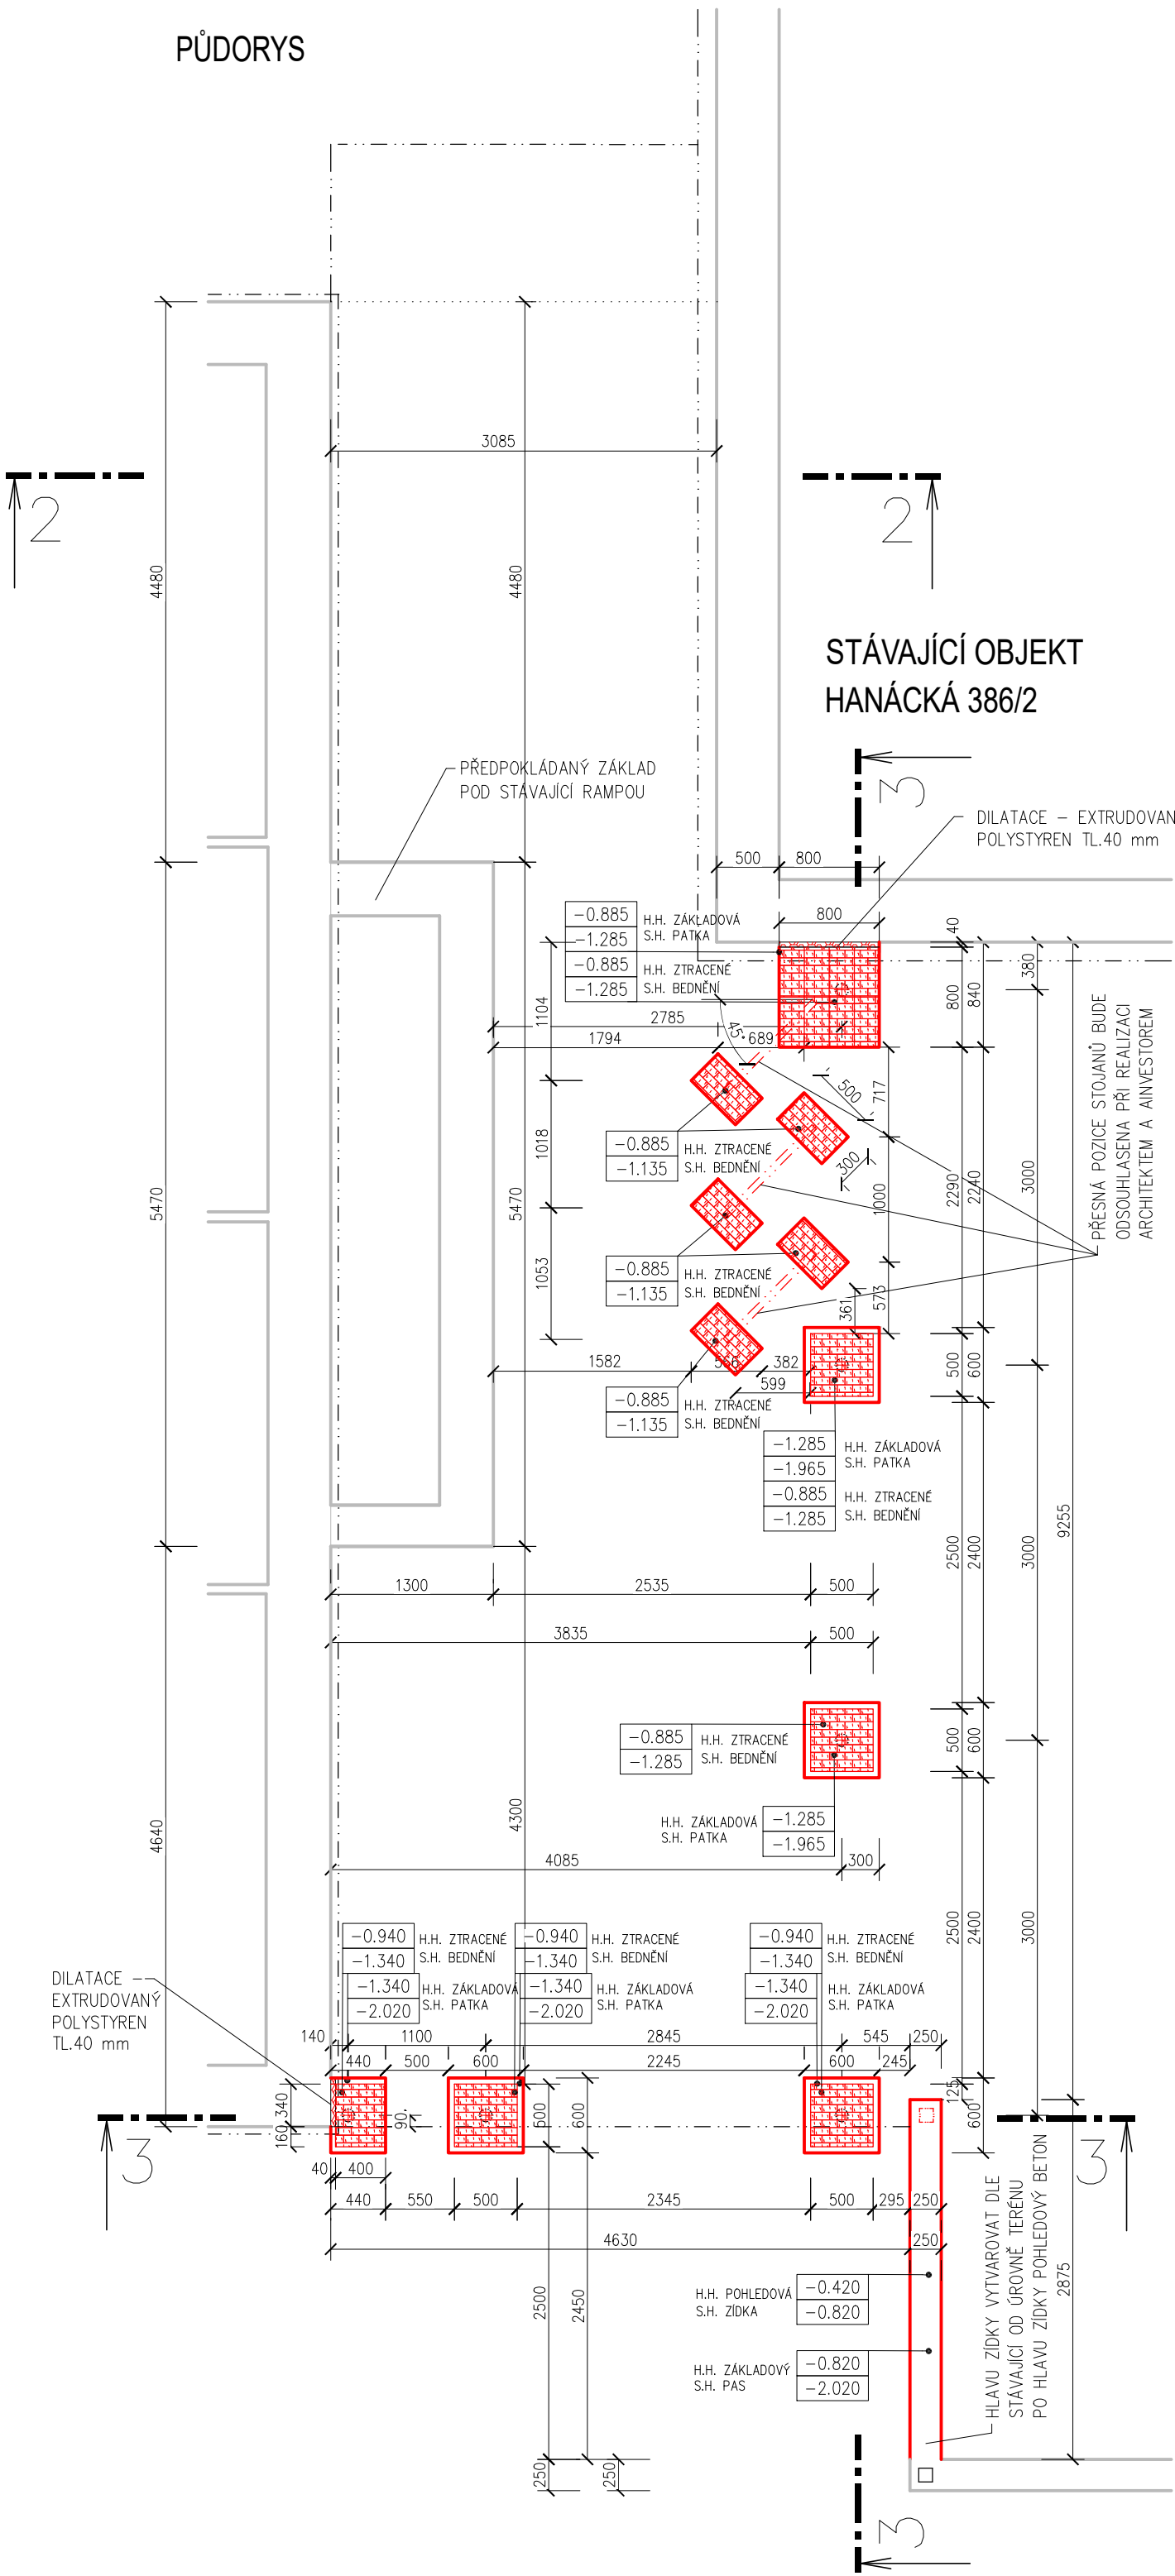 PŮDORYS
3085
2
2
4480
4480
STÁVAJÍCÍ OBJEKT
HANÁCKÁ 386/2
PŘEDPOKLÁDANÝ ZÁKLAD
POD STÁVAJÍCÍ RAMPOU
3
DILATACE – EXTRUDOVAN
POLYSTYREN TL.40 mm
500
800
800
-0.885
-1.285
H.H. ZÁKLADOVÁ
S.H. PATKA
-0.885
-1.285
H.H. ZTRACENÉ
S.H. BEDNĚNÍ
40
380
800
840
1104
2785
1794
689
45°
500
717
300
1000
1018
-0.885
-1.135
H.H. ZTRACENÉ
S.H. BEDNĚNÍ
2290
2240
3000
PŘESNÁ POZICE STOJANŮ BUDE
ODSOUHLASENA PŘI REALIZACI
ARCHITEKTEM A AINVESTOREM
5470
5470
1053
-0.885
-1.135
H.H. ZTRACENÉ
S.H. BEDNĚNÍ
361
573
1582
566
382
599
500
600
-0.885
-1.135
H.H. ZTRACENÉ
S.H. BEDNĚNÍ
-1.285
-1.965
H.H. ZÁKLADOVÁ
S.H. PATKA
-0.885
-1.285
H.H. ZTRACENÉ
S.H. BEDNĚNÍ
9255
2500
2400
3000
1300
2535
500
3835
500
-0.885
-1.285
H.H. ZTRACENÉ
S.H. BEDNĚNÍ
500
600
H.H. ZÁKLADOVÁ
S.H. PATKA
-1.285
-1.965
4640
4300
4085
300
2500
2400
3000
-0.940
-1.340
H.H. ZTRACENÉ
S.H. BEDNĚNÍ
-1.340
-2.020
H.H. ZÁKLADOVÁ
S.H. PATKA
-0.940
-1.340
H.H. ZTRACENÉ
S.H. BEDNĚNÍ
-1.340
-2.020
H.H. ZÁKLADOVÁ
S.H. PATKA
-0.940
-1.340
H.H. ZTRACENÉ
S.H. BEDNĚNÍ
-1.340
-2.020
H.H. ZÁKLADOVÁ
S.H. PATKA
DILATACE –
EXTRUDOVANÝ
POLYSTYREN
TL.40 mm
140
1100
2845
545
250
440
500
600
2245
600
245
125
340
160
90
500
600
600
3
3
40
400
440
550
500
2345
500
295
250
4630
250
2500
2450
H.H. POHLEDOVÁ
S.H. ZÍDKA
-0.420
-0.820
H.H. ZÁKLADOVÝ
S.H. PAS
-0.820
-2.020
HLAVU ZÍDKY VYTVAROVAT DLE
STÁVAJÍCÍ OD ÚROVNĚ TERÉNU
PO HLAVU ZÍDKY POHLEDOVÝ BETON
2875
250
250
3